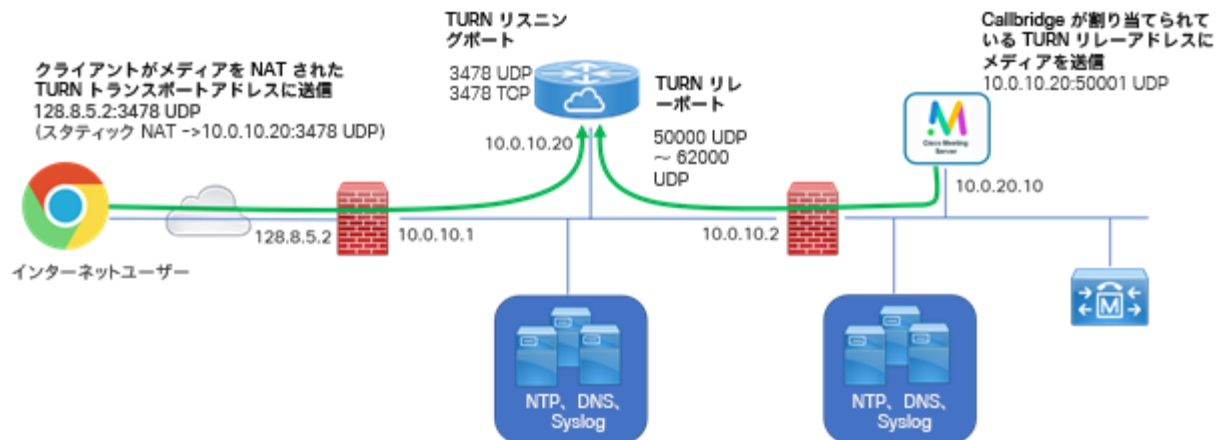 TURN リスニン
グポート
3478 UDP
3478 TCP
Callbridge が割り当てられて
いる TURN リレーアドレスに
メディアを送信
10.0.10.20:50001 UDP
クライアントがメディアを NAT された
TURN トランスポートアドレスに送信
128.8.5.2:3478 UDP
(スタティック NAT ->10.0.10.20:3478 UDP)
TURN リレ
ーポート
50000 UDP
～ 62000
UDP
10.0.10.20
Cisco Meeting
Server
10.0.20.10
128.8.5.2
10.0.10.1
10.0.10.2
インターネットユーザー
M
NTP、DNS、
Syslog
NTP、DNS、
Syslog